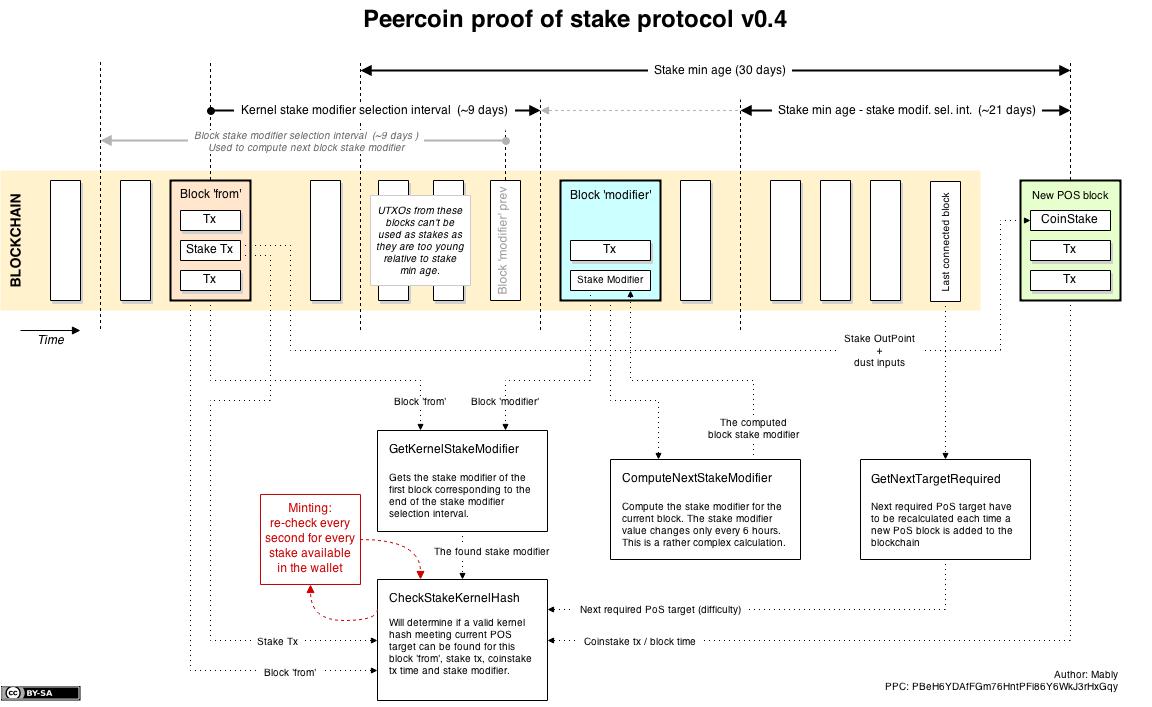 Peercoin proof of stake protocol v0.4
Stake min age (30 days)
Kernel stake modifier selection interval (~9 days)
Stake min age - stake modif. sel. int. (~21 days)
Block stake modifier selection interval (~9 days )
Used to compute next block stake modifier
BLOCKCHAIN
Block 'from'
Tx
Stake Tx
Tx
UTXOs from these
blocks can't be
used as stakes as
they are too young
relative to stake
min age.
Block 'modifier' prev
Block 'modifier'
Tx
Stake Modifier
Last connected block
New POS block
CoinStake
Tx
Tx
Time
Stake OutPoint
+
dust inputs
Block 'from'
Block 'modifier'
The computed
block stake modifier
GetKernelStakeModifier
Gets the stake modifier of the
first block corresponding to the
end of the stake modifier
selection interval.
ComputeNextStakeModifier
Compute the stake modifier for the
current block. The stake modifier
value changes only every 6 hours.
This is a rather complex calculation.
GetNextTargetRequired
Next required PoS target have
to be recalculated each time a
new PoS block is added to the
blockchain
Minting:
re-check every
second for every
stake available
in the wallet
The found stake modifier
CheckStakeKernelHash
Will determine if a valid kernel
hash meeting current POS
target can be found for this
block 'from', stake tx, coinstake
tx time and stake modifier.
Next required PoS target (difficulty)
Stake Tx
Coinstake tx / block time
Block 'from'
Author: Mably
PPC: PBeH6YDAfFGm76HntPFi86Y6WkJ3rHxGqy
cc BY-SA